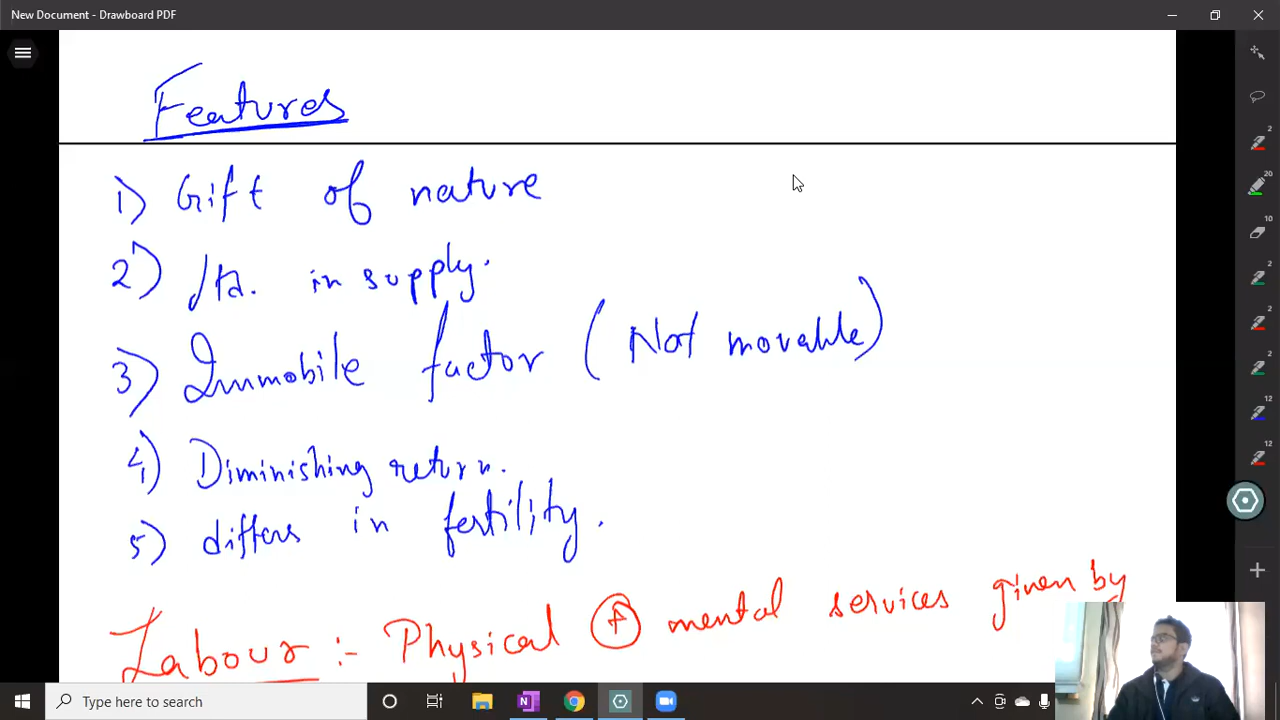 New Document - Drawboard PDF
Features
1) Gift of nature
2) in supply.
3) Immobile factor (Not movable)
4) Diminishing return.
5) differs in fertility.
Labour :- Physical + mental services given by
Type here to search